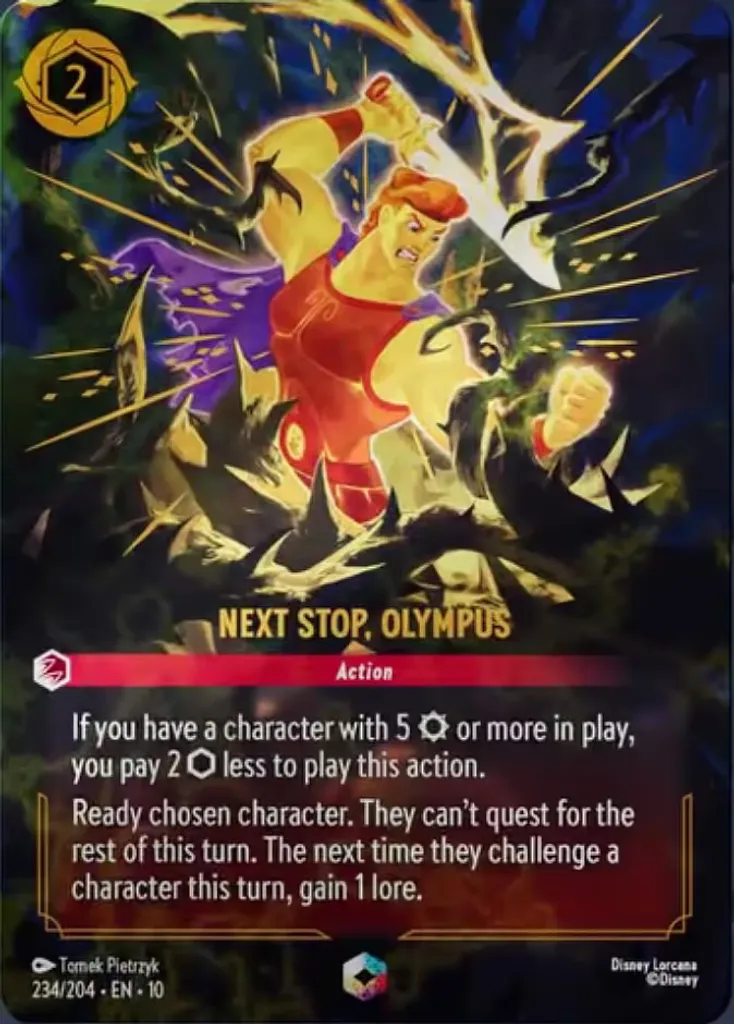 2
NEXT STOP, OLYMPUS
Action
If you have a character with 5 or more in play,
you pay 2 less to play this action.
Ready chosen character. They can't quest for the
rest of this turn. The next time they challenge a
character this turn, gain 1 lore.
Tomek Pietrzyk
Disney Lorcana
234/204 • EN • 10
©Disney